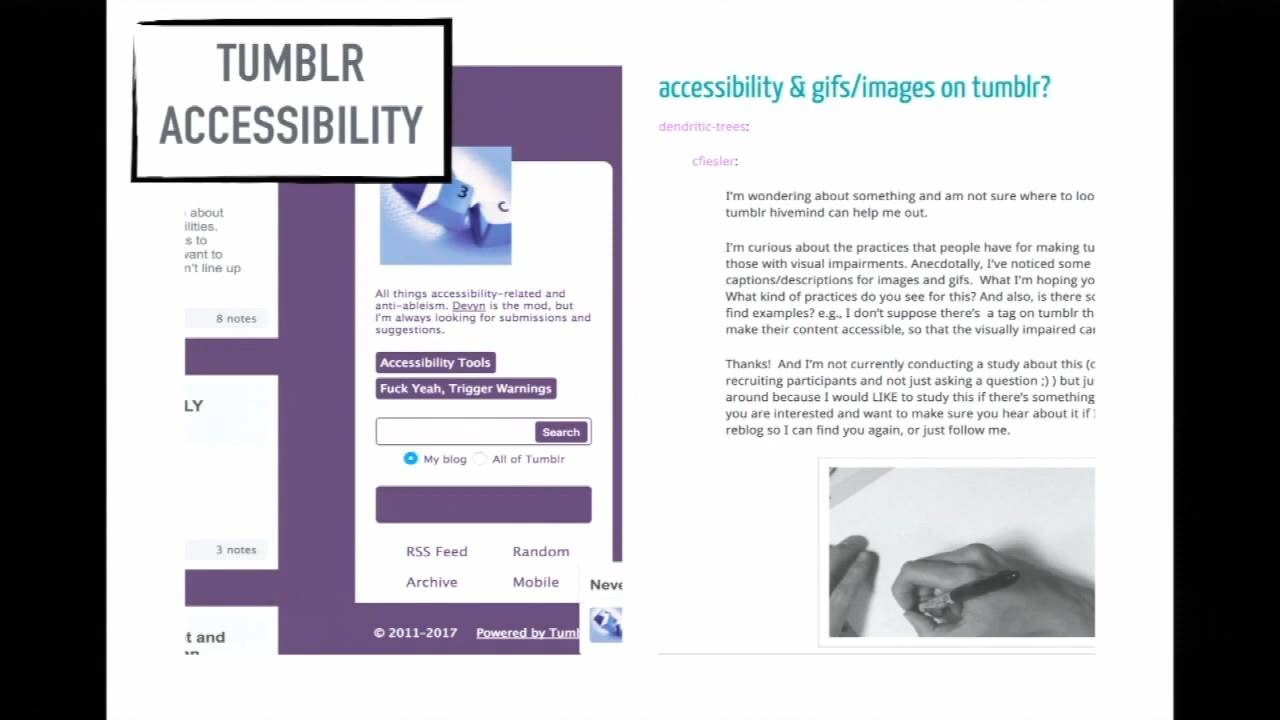 TUMBLR
ACCESSIBILITY
about
ilities.
s to
vant to
n't line up
8 notes
LY
3 notes
t and
3
C
All things accessibility-related and
anti-ableism. Devyn is the mod, but
I'm always looking for submissions and
suggestions.
Accessibility Tools
Fuck Yeah, Trigger Warnings
Search
My blog All of Tumblr
RSS Feed Random
Archive Mobile
Neve
© 2011-2017 Powered by Tuml
accessibility & gifs/images on tumblr?
dendritic-trees:
cfiesler:
I'm wondering about something and am not sure where to loo
tumblr hivemind can help me out.
I'm curious about the practices that people have for making tu
those with visual impairments. Anecdotally, I've noticed some
captions/descriptions for images and gifs. What I'm hoping yo
What kind of practices do you see for this? And also, is there so
find examples? e.g., I don't suppose there's a tag on tumblr th
make their content accessible, so that the visually impaired can
Thanks! And I'm not currently conducting a study about this (o
recruiting participants and not just asking a question ;) ) but ju
around because I would LIKE to study this if there's something
you are interested and want to make sure you hear about it if I
reblog so I can find you again, or just follow me.